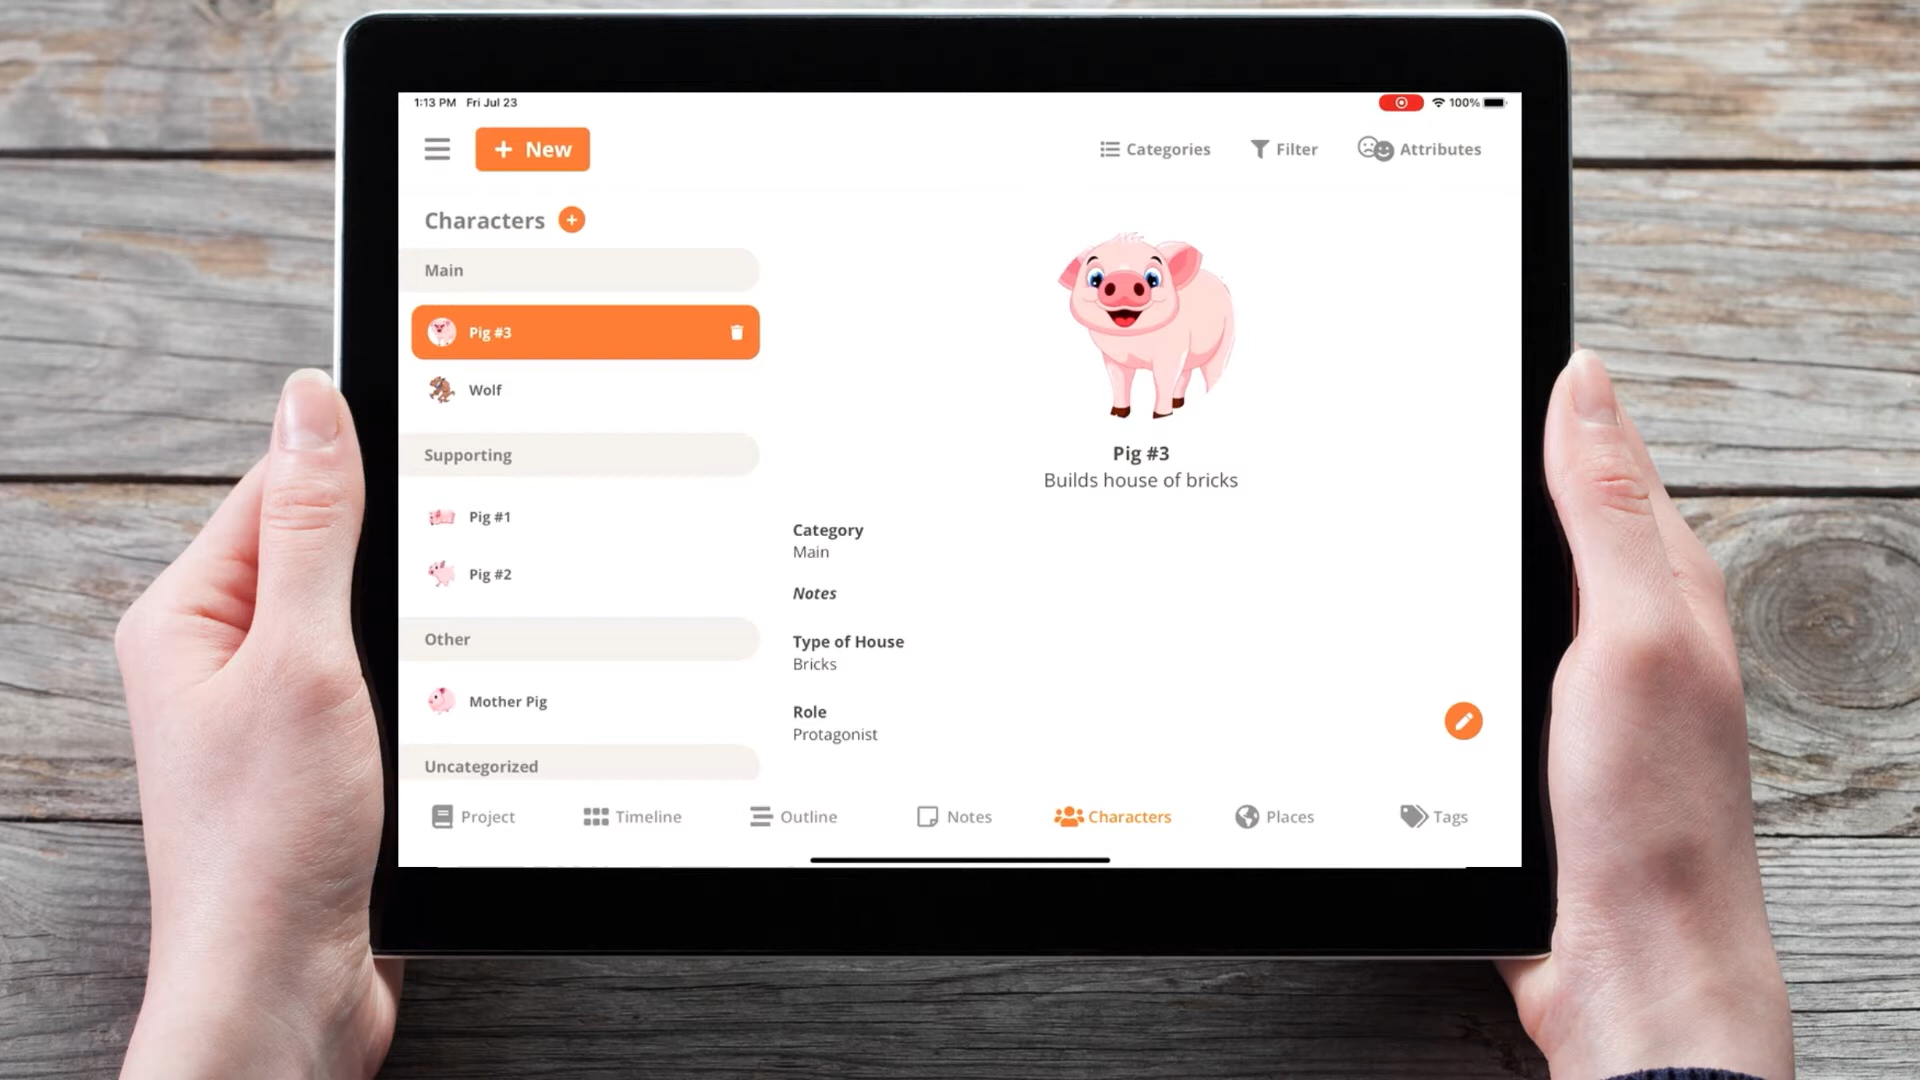 1:13 PM Fri Jul 23
100%
+ New
Categories
Filter
Attributes
Characters +
Main
Pig #3
Wolf
Supporting
Pig #1
Pig #2
Other
Mother Pig
Uncategorized
Pig #3
Builds house of bricks
Category
Main
Notes
Type of House
Bricks
Role
Protagonist
Project
Timeline
Outline
Notes
Characters
Places
Tags